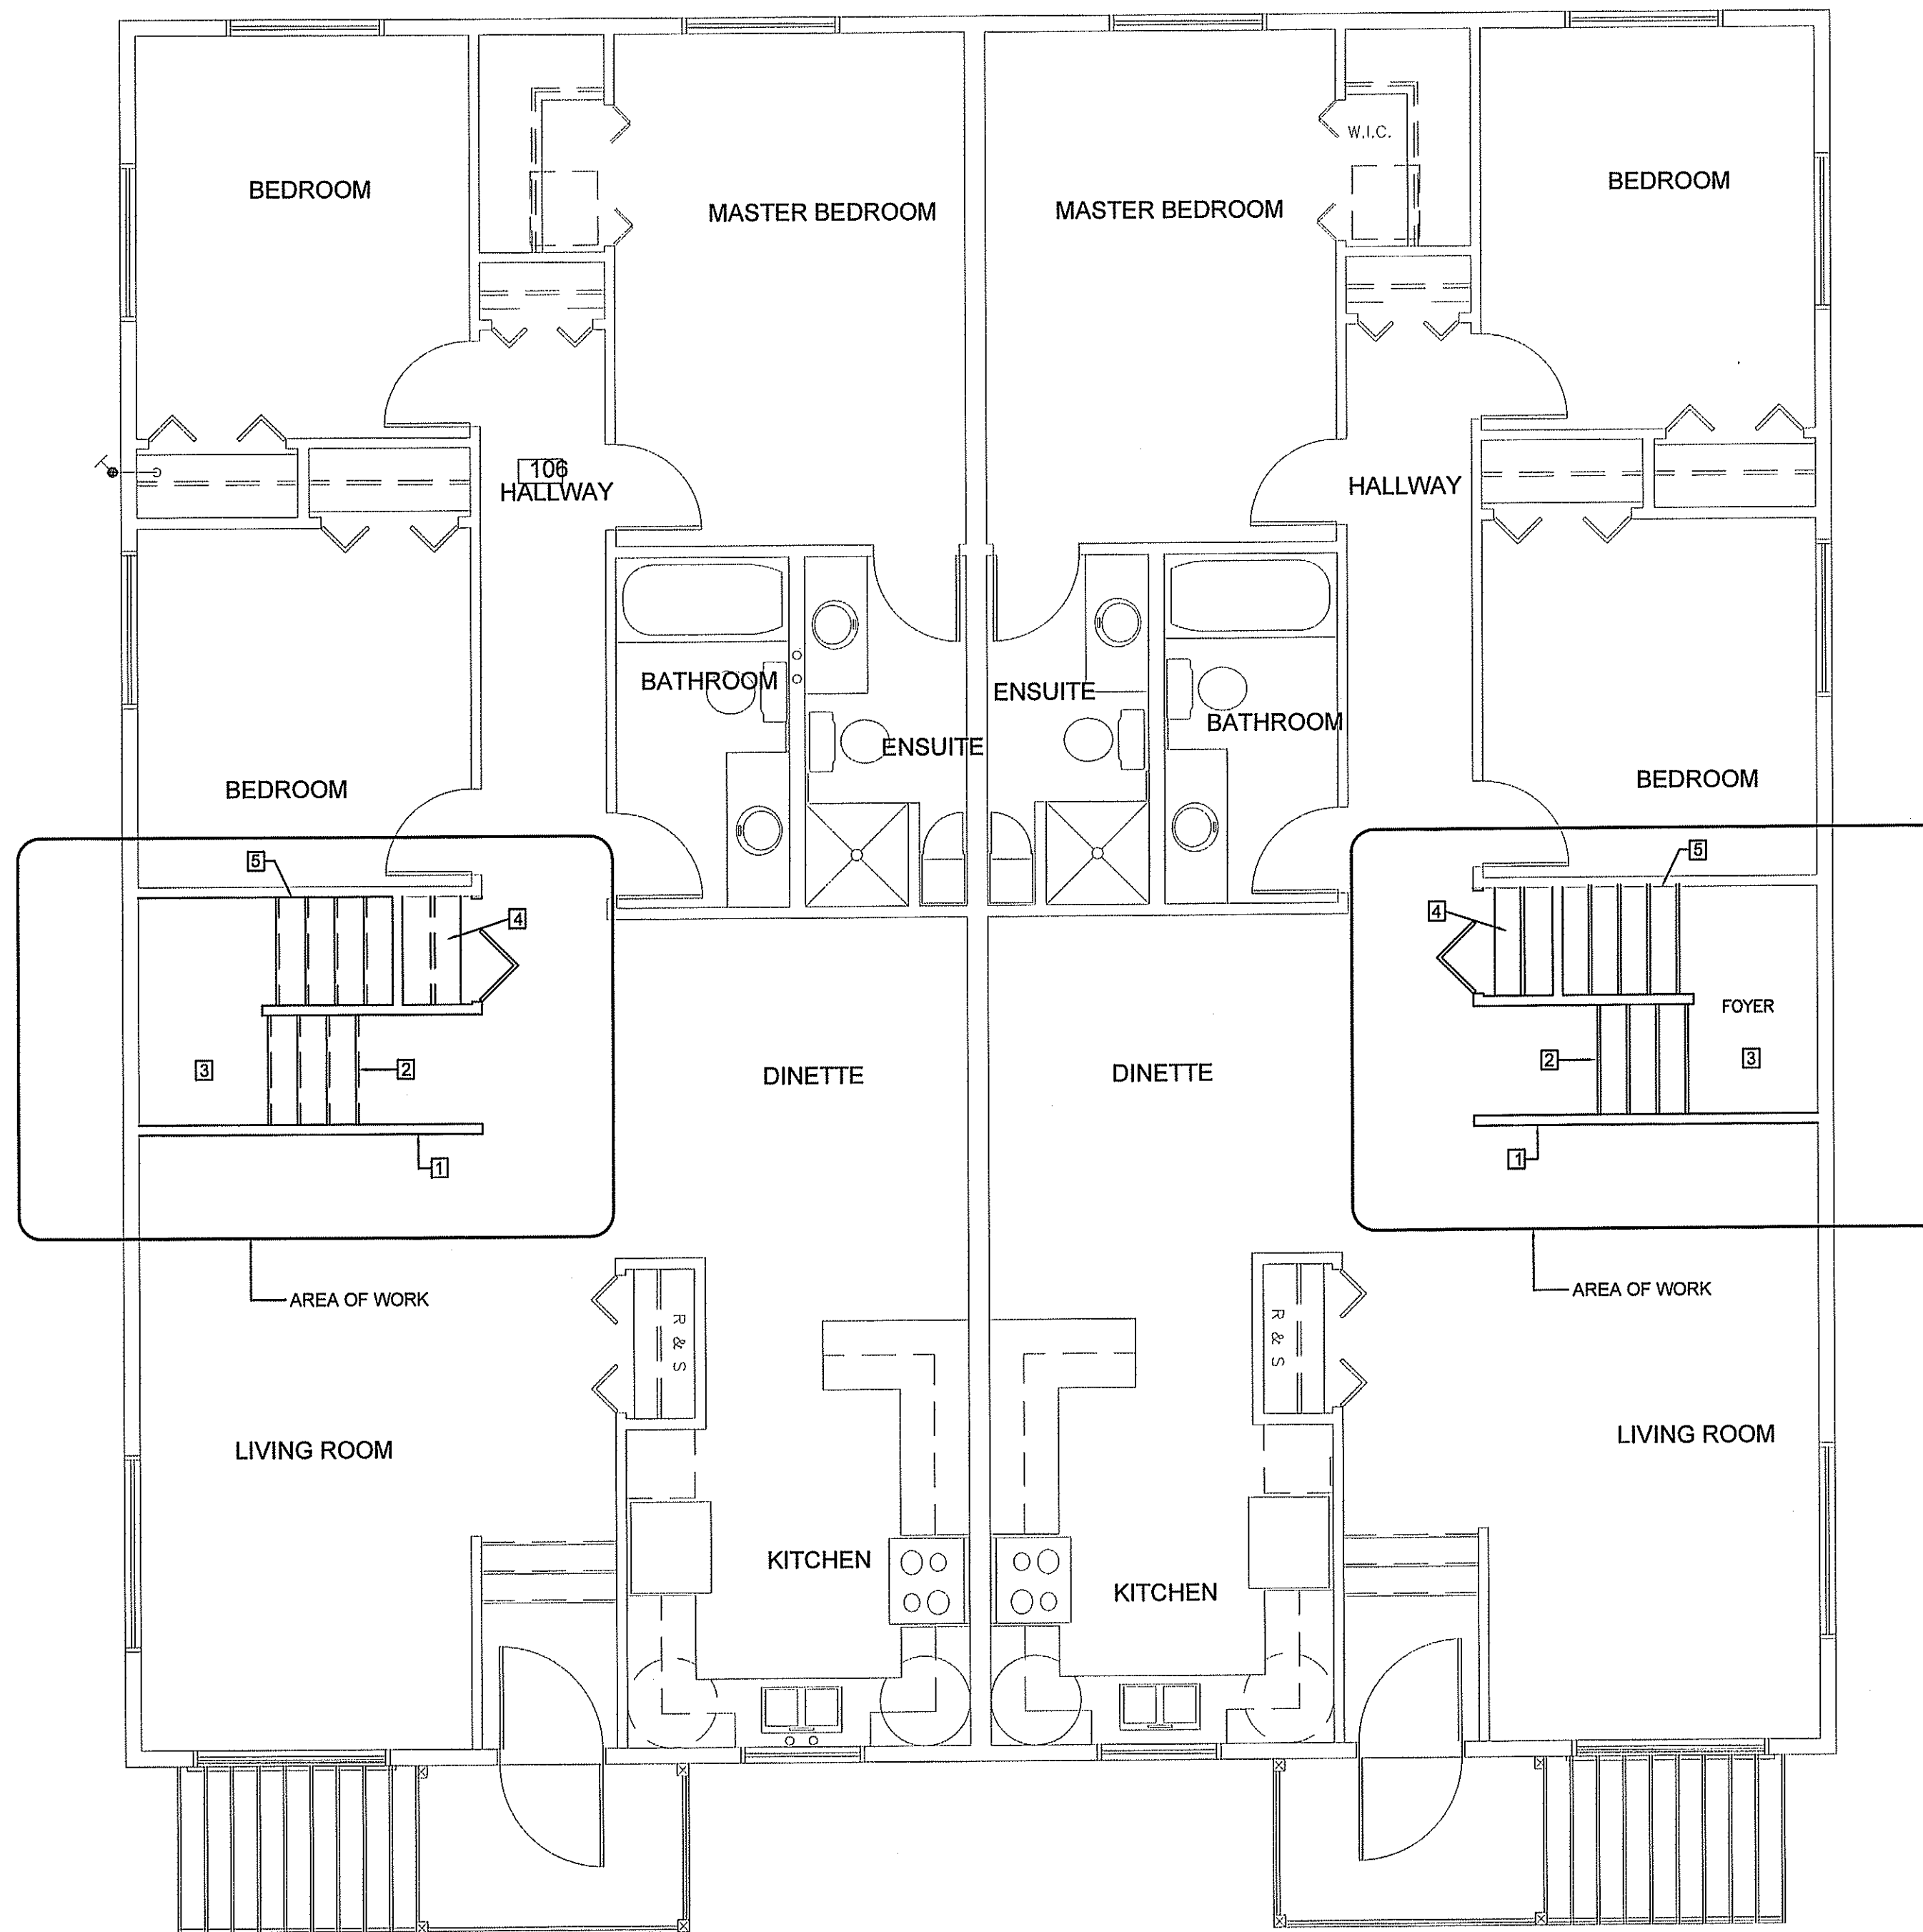 W.I.C.
BEDROOM
BEDROOM
MASTER BEDROOM
MASTER BEDROOM
106
HALLWAY
HALLWAY
BATHROOM
ENSUITE
BATHROOM
ENSUITE
BEDROOM
BEDROOM
5
5
4
4
FOYER
3
2
2
3
DINETTE
DINETTE
1
1
AREA OF WORK
AREA OF WORK
R & S
R & S
LIVING ROOM
LIVING ROOM
KITCHEN
KITCHEN